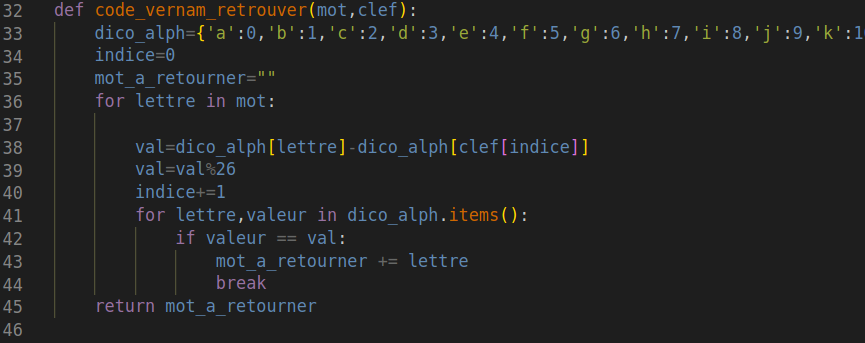 32 def code_vernam_retrouver(mot,clef):
33     dico_alph={'a':0,'b':1,'c':2,'d':3,'e':4,'f':5,'g':6,'h':7,'i':8,'j':9,'k':1
34     indice=0
35     mot_a_retourner=""
36     for lettre in mot:
37
38         val=dico_alph[lettre]-dico_alph[clef[indice]]
39         val=val%26
40         indice+=1
41         for lettre,valeur in dico_alph.items():
42             if valeur == val:
43                 mot_a_retourner += lettre
44                 break
45     return mot_a_retourner
46